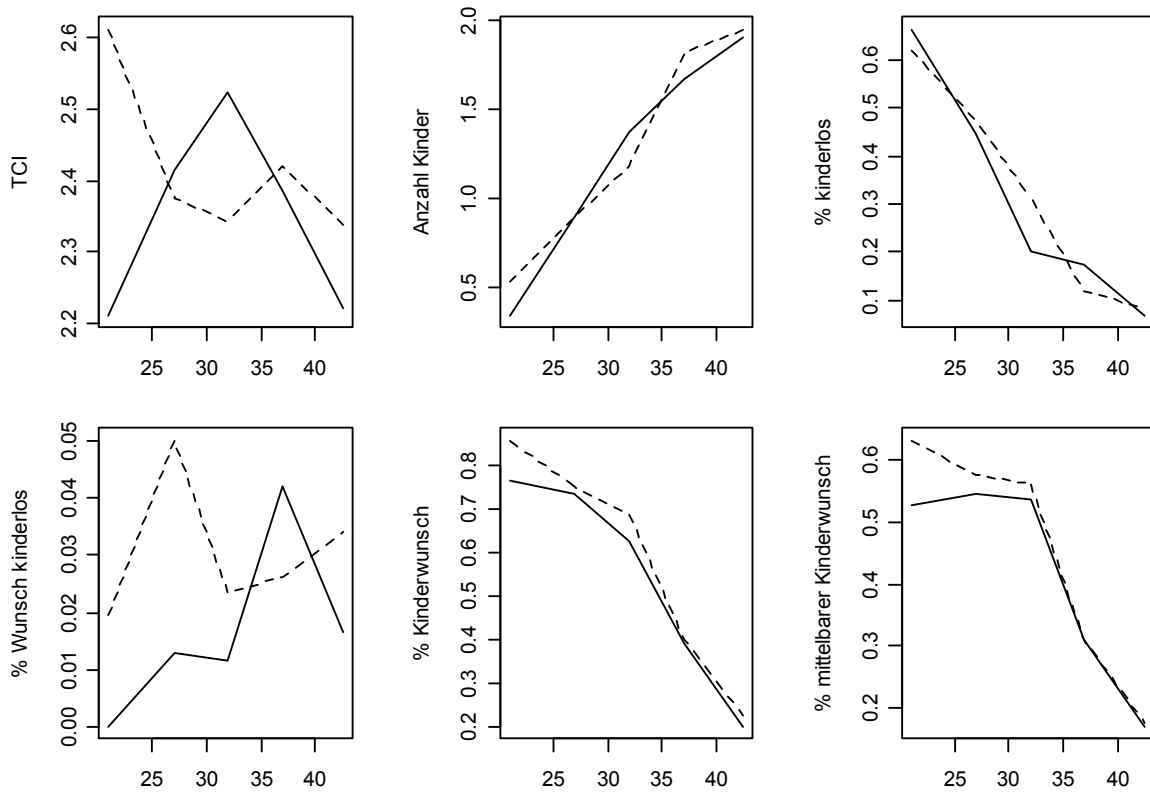 TCI
2.6
2.5
2.4
2.3
2.2
25 30 35 40
Anzahl Kinder
2.0
1.5
1.0
0.5
25 30 35 40
% kinderlos
0.6
0.5
0.4
0.3
0.2
0.1
25 30 35 40
% Wunsch kinderlos
0.05
0.04
0.03
0.02
0.01
0.00
25 30 35 40
% Kinderwunsch
0.8
0.7
0.6
0.5
0.4
0.3
0.2
25 30 35 40
% mittelbarer Kinderwunsch
0.6
0.5
0.4
0.3
0.2
25 30 35 40